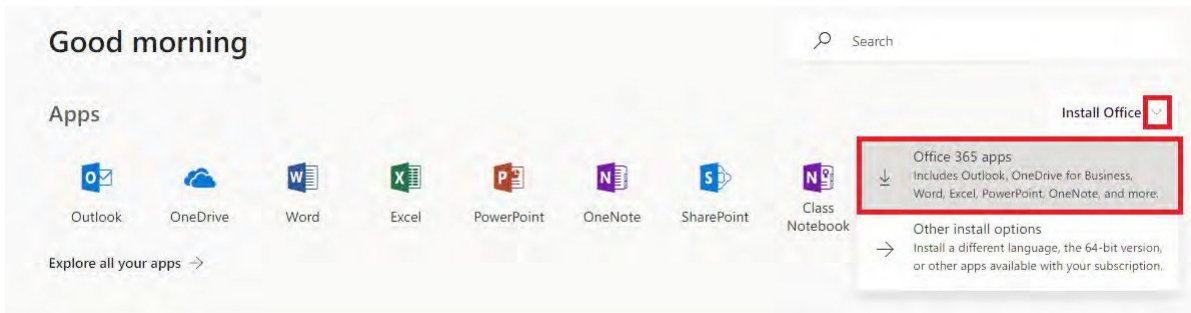 Good morning
Search
Apps
Install Office
Outlook
OneDrive
Word
Excel
PowerPoint
OneNote
SharePoint
Class
Notebook
Office 365 apps
Includes Outlook, OneDrive for Business,
Word, Excel, PowerPoint, OneNote, and more.
Other install options
Install a different language, the 64-bit version,
or other apps available with your subscription.
Explore all your apps →